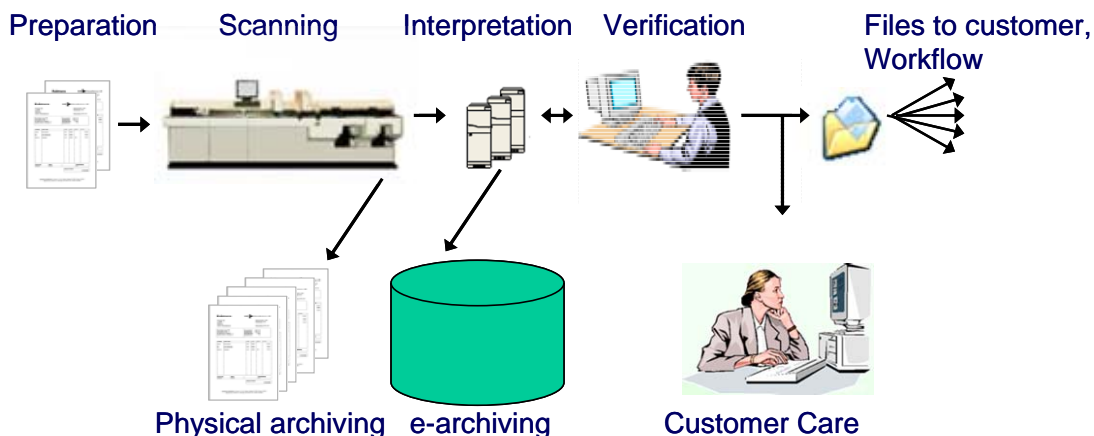 Preparation
Scanning
Interpretation
Verification
Files to customer,
Workflow
Physical archiving
e-archiving
Customer Care